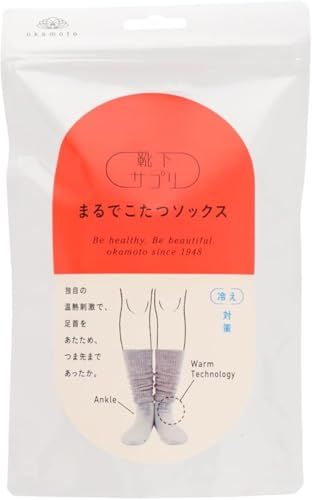 okamoto
靴下
サプリ
まるでこたつソックス
Be healthy. Be beautiful.
okamoto since 1948
冷え
対策
独自の
温熱刺激で、
足首を
あたため、
つま先まで
あったか。
Warm
Technology
Ankle